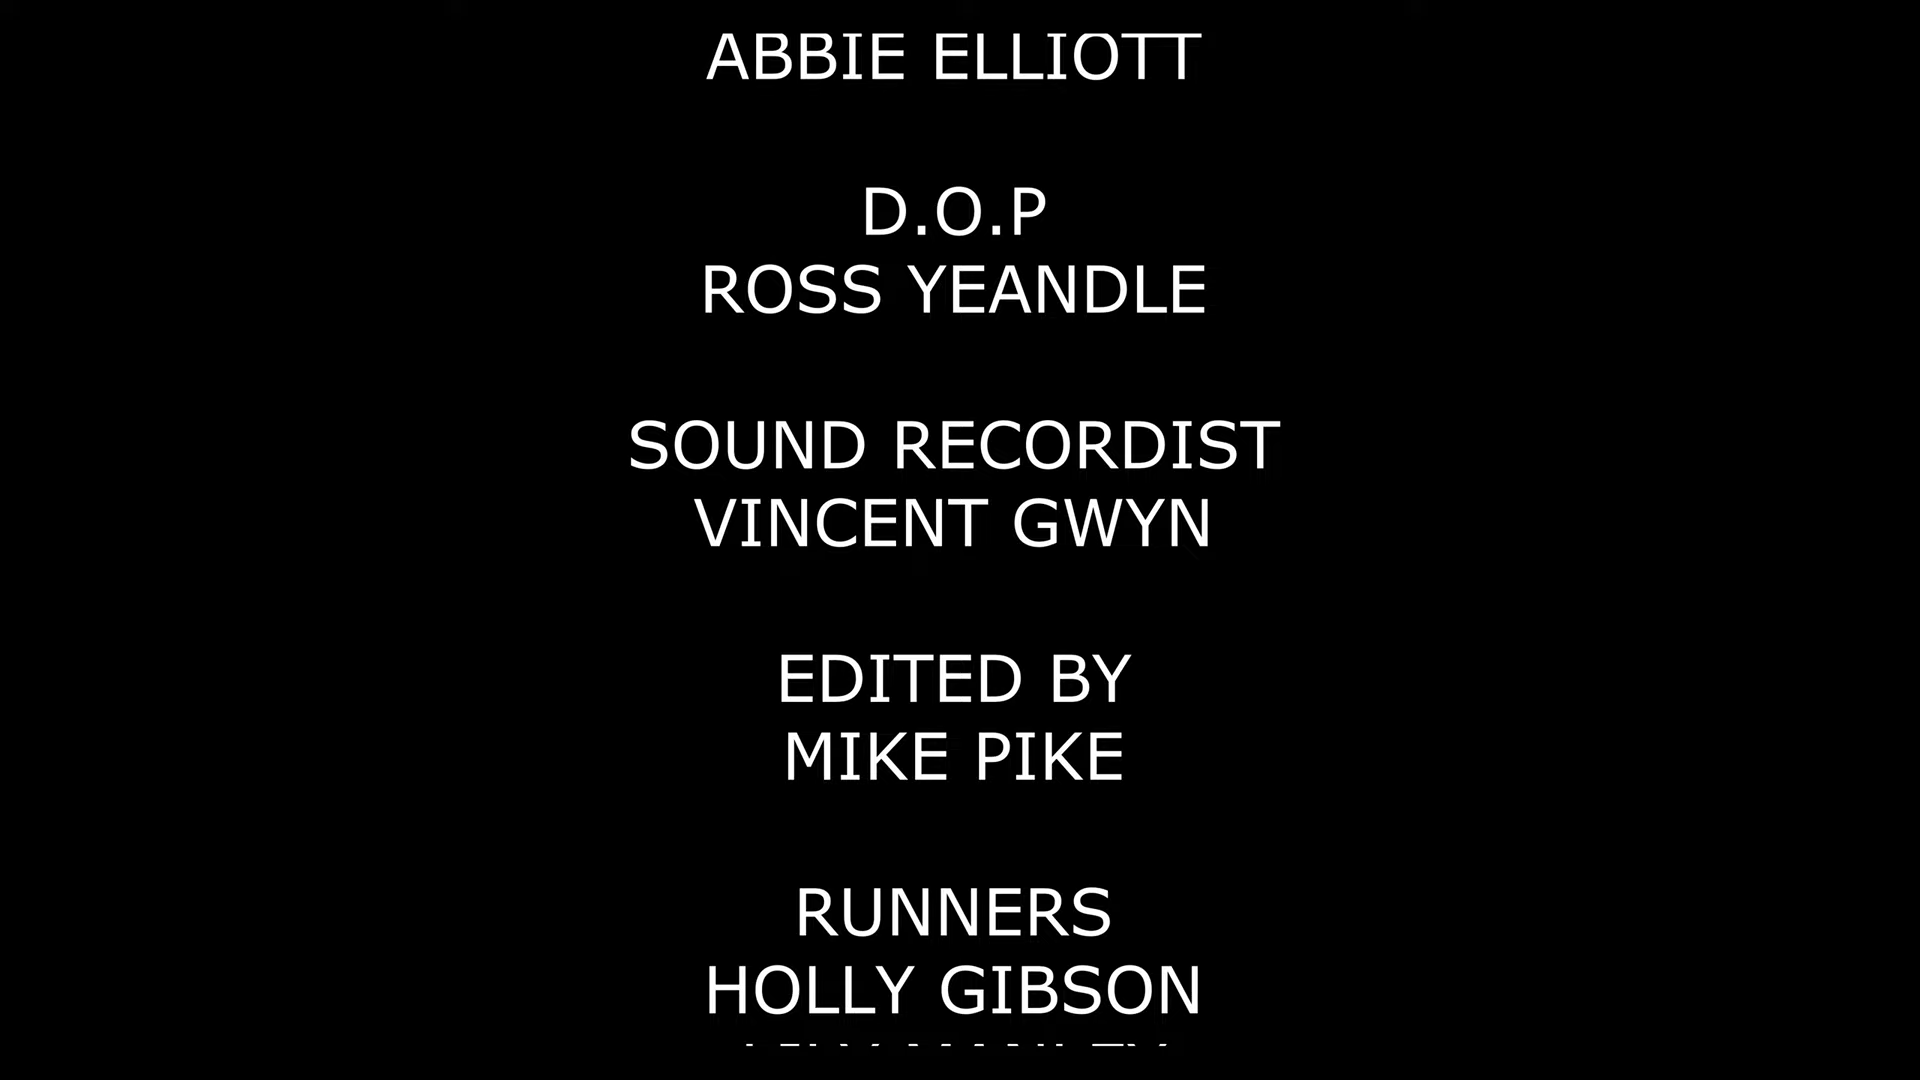 ABBIE ELLIOTT
D.O.P
ROSS YEANDLE
SOUND RECORDIST
VINCENT GWYN
EDITED BY
MIKE PIKE
RUNNERS
HOLLY GIBSON